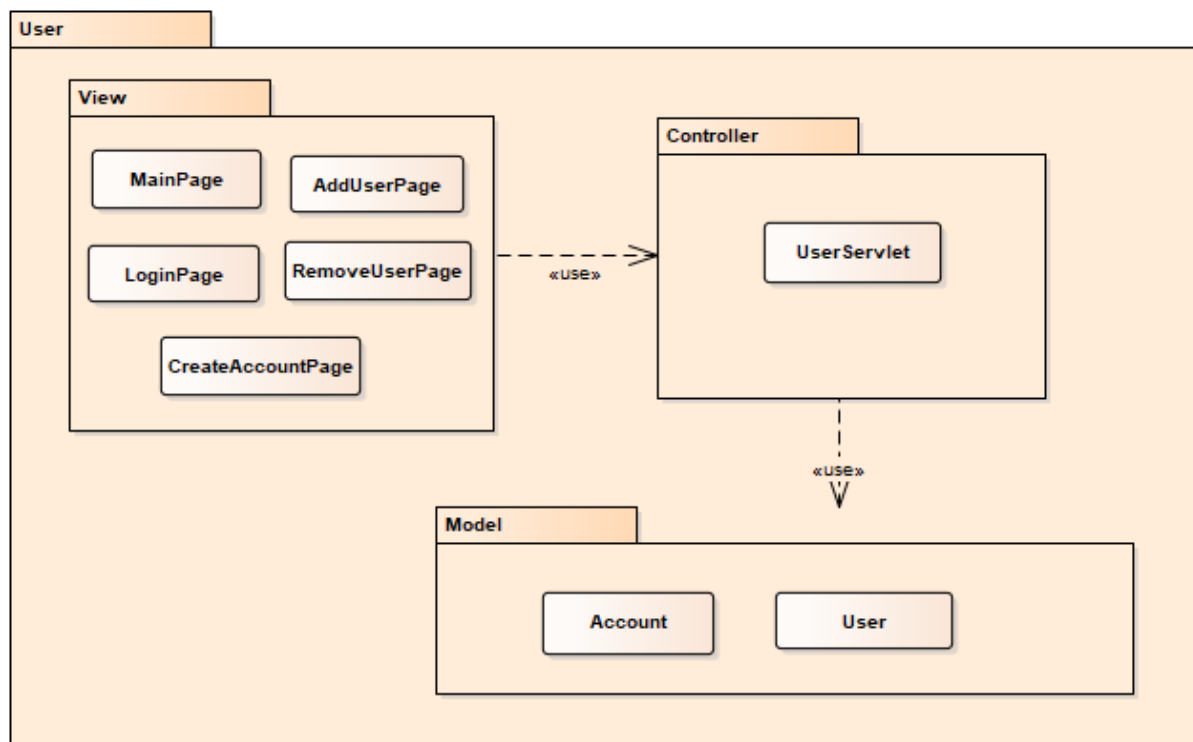 User
View
MainPage
AddUserPage
LoginPage
RemoveUserPage
CreateAccountPage
«use»
Controller
UserServlet
«use»
Model
Account
User